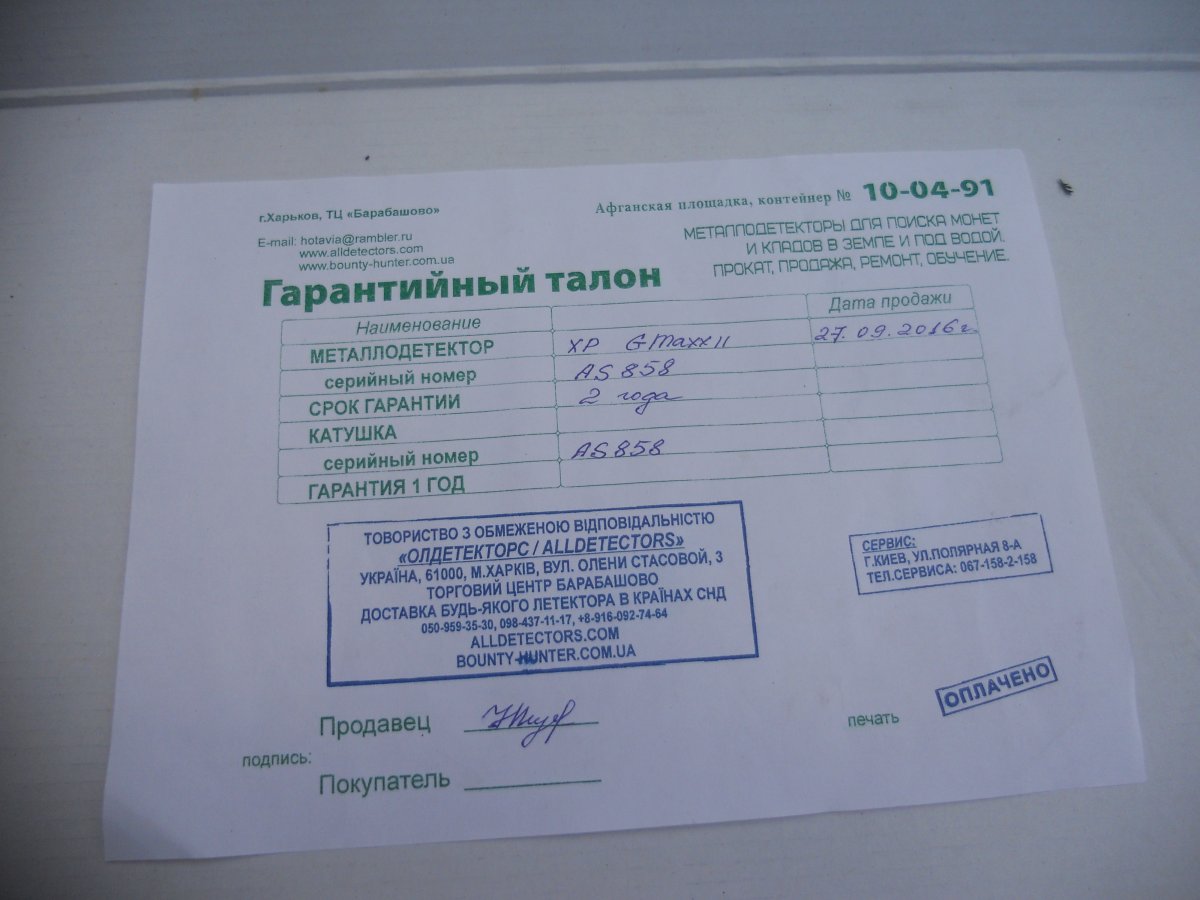 г.Харьков, ТЦ «Барабашово»
Афганская площадка, контейнер № 10-04-91
E-mail: hotavia@rambler.ru
www.alldetectors.com
www.bounty-hunter.com.ua
МЕТАЛЛОДЕТЕКТОРЫ ДЛЯ ПОИСКА МОНЕТ
И КЛАДОВ В ЗЕМЛЕ И ПОД ВОДОЙ.
ПРОКАТ, ПРОДАЖА, РЕМОНТ, ОБУЧЕНИЕ.
Гарантийный талон
Наименование Дата продажи
МЕТАЛЛОДЕТЕКТОР XP GMaxx II 27.09.2016г.
серийный номер AS858
СРОК ГАРАНТИИ 2 года
КАТУШКА
серийный номер AS858
ГАРАНТИЯ 1 ГОД
ТОВОРИСТВО З ОБМЕЖЕНОЮ ВІДПОВІДАЛЬНІСТЮ
«ОЛДЕТЕКТОРС / ALLDETECTORS»
УКРАЇНА, 61000, М.ХАРКІВ, ВУЛ. ОЛЕНИ СТАСОВОЙ, 3
ТОРГОВИЙ ЦЕНТР БАРАБАШОВО
ДОСТАВКА БУДЬ-ЯКОГО ЛЕТЕКТОРА В КРАЇНАХ СНД
050-959-35-30, 098-437-11-17, +8-916-092-74-64
ALLDETECTORS.COM
BOUNTY-HUNTER.COM.UA
СЕРВИС:
Г.КИЕВ, УЛ.ПОЛЯРНАЯ 8-А
ТЕЛ.СЕРВИСА: 067-158-2-158
ОПЛАЧЕНО
Продавец
печать
подпись:
Покупатель